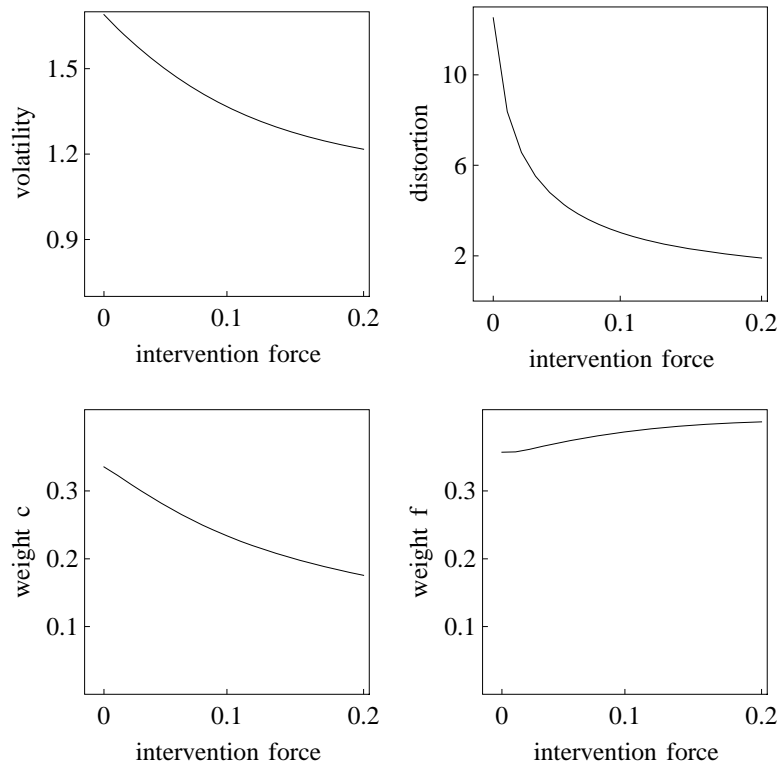 volatility
1.5
1.2
0.9
0 0.1 0.2
intervention force
distortion
10
6
2
0 0.1 0.2
intervention force
weight c
0.3
0.2
0.1
0 0.1 0.2
intervention force
weight f
0.3
0.2
0.1
0 0.1 0.2
intervention force